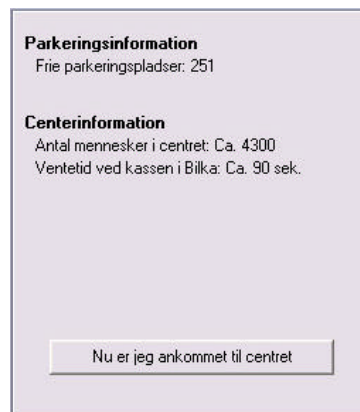 Parkeringsinformation
Frie parkeringspladser: 251
Centerinformation
Antal mennesker i centret: Ca. 4300
Ventetid ved kassen i Bilka: Ca. 90 sek.
Nu er jeg ankommet til centret